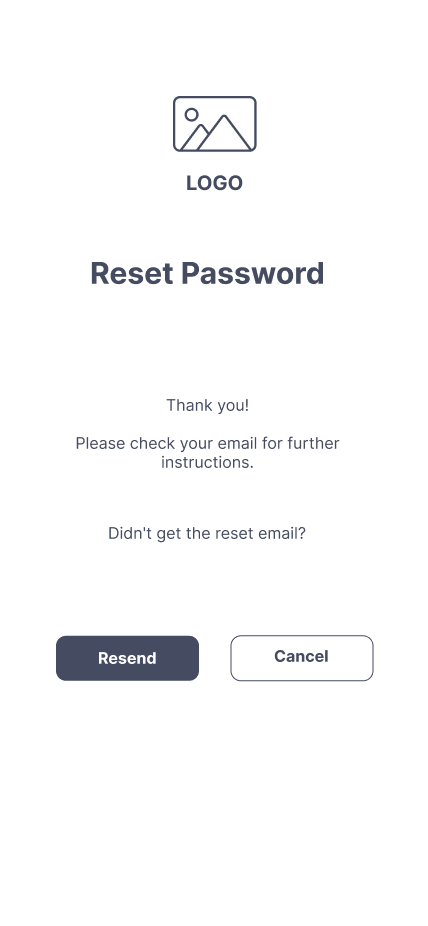 LOGO
Reset Password
Thank you!
Please check your email for further
instructions.
Didn't get the reset email?
Resend
Cancel